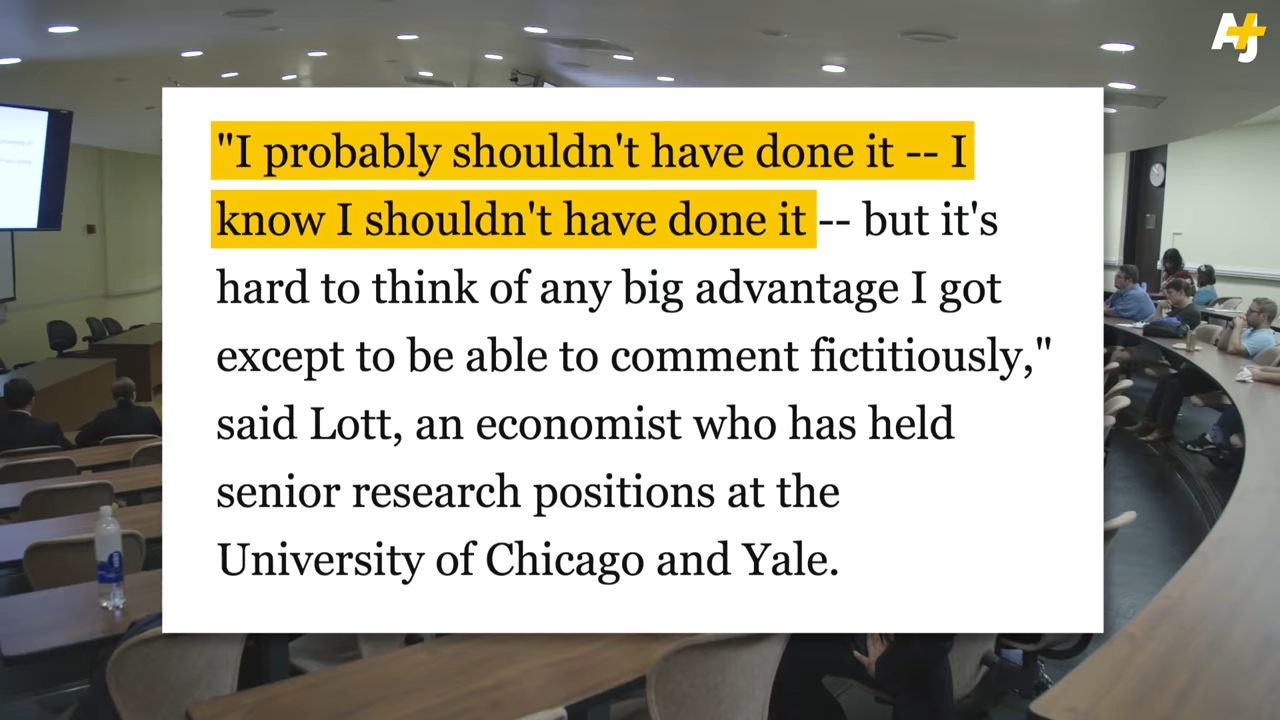 AJ+
"I probably shouldn't have done it -- I
know I shouldn't have done it -- but it's
hard to think of any big advantage I got
except to be able to comment fictitiously,"
said Lott, an economist who has held
senior research positions at the
University of Chicago and Yale.